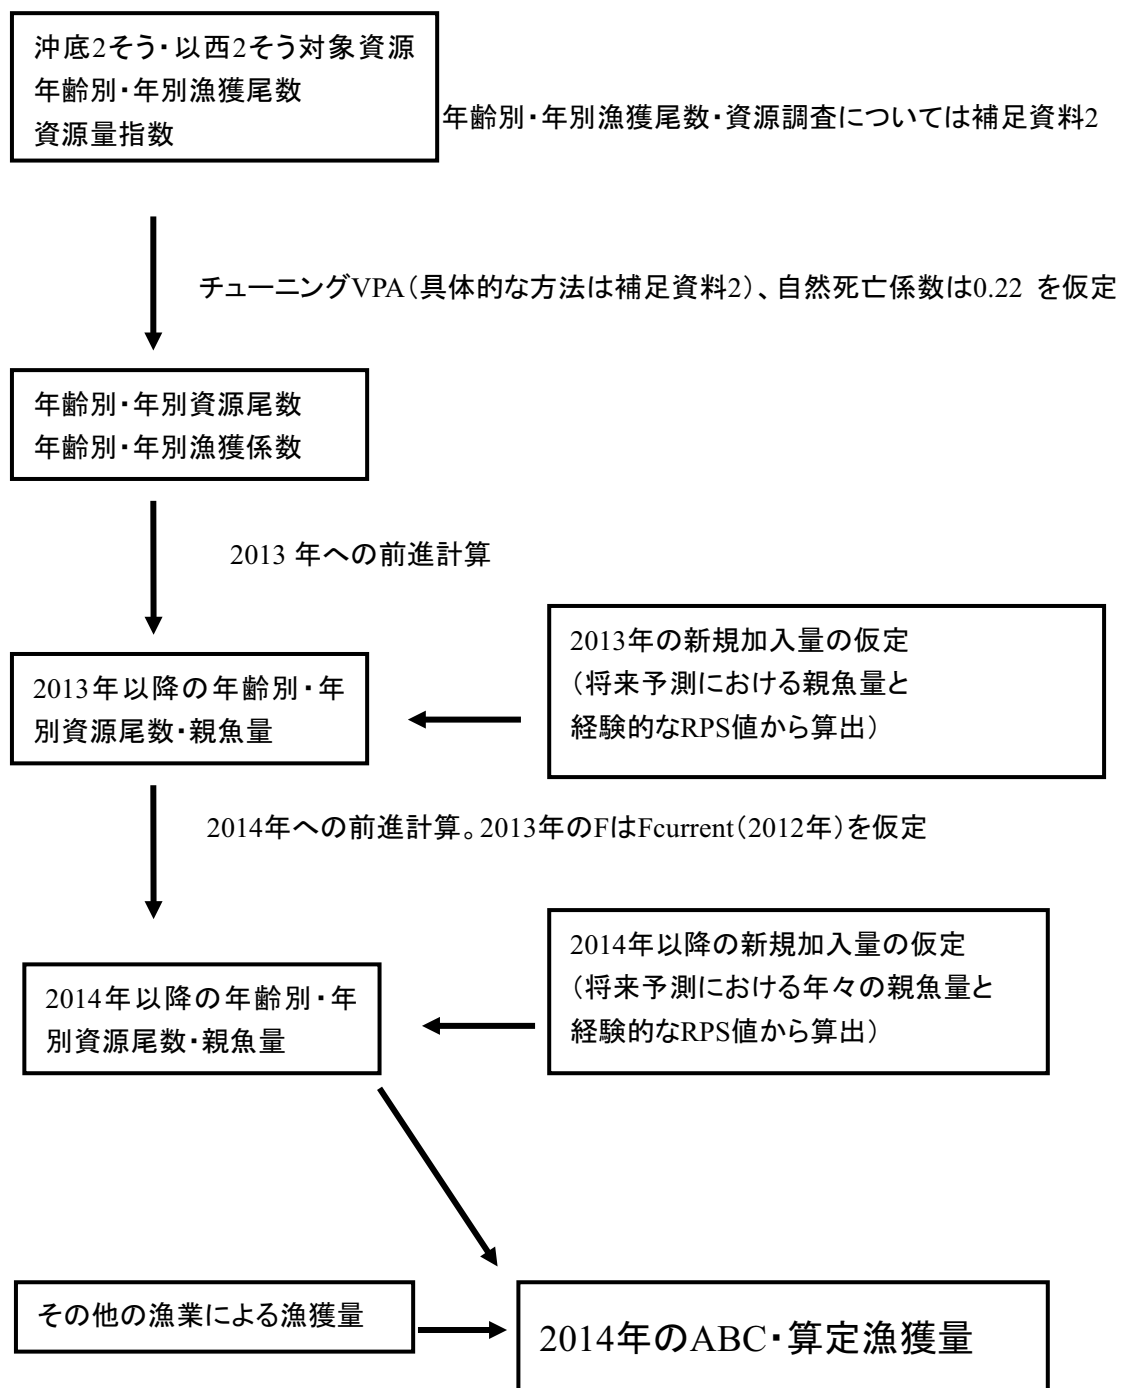 沖底2そう・以西2そう対象資源
年齢別・年別漁獲尾数
資源量指数
年齢別・年別漁獲尾数・資源調査については補足資料2
チューニングVPA(具体的な方法は補足資料2)、自然死亡係数は0.22 を仮定
年齢別・年別資源尾数
年齢別・年別漁獲係数
2013 年への前進計算
2013年の新規加入量の仮定
(将来予測における親魚量と
経験的なRPS値から算出)
2013年以降の年齢別・年
別資源尾数・親魚量
2014年への前進計算。2013年のFはFcurrent(2012年)を仮定
2014年以降の新規加入量の仮定
(将来予測における年々の親魚量と
経験的なRPS値から算出)
2014年以降の年齢別・年
別資源尾数・親魚量
その他の漁業による漁獲量
2014年のABC・算定漁獲量